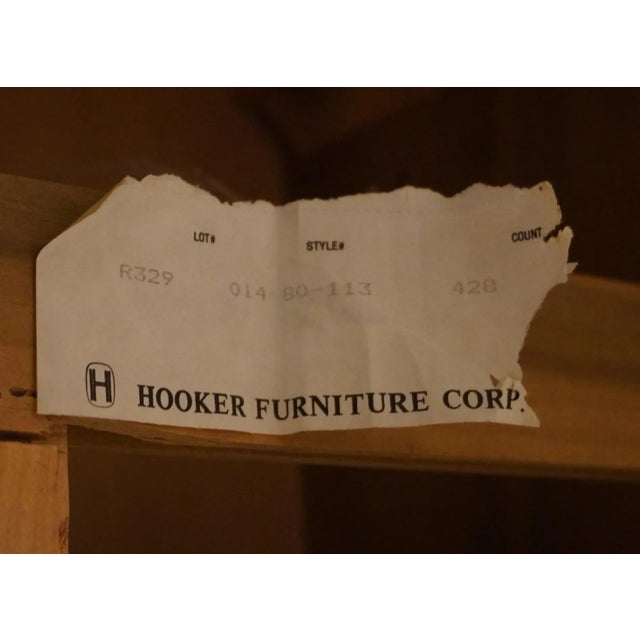 LOT# STYLE# COUNT
R329 014 80-113 428
H HOOKER FURNITURE CORP.